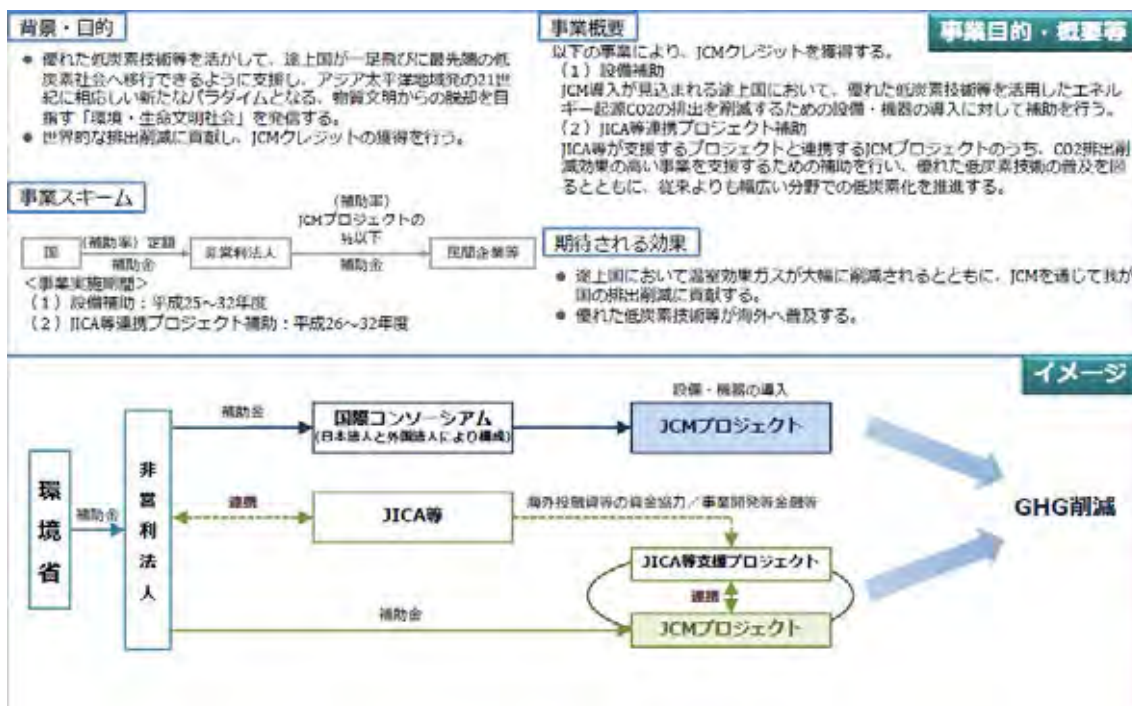 背景・目的
● 優れた低炭素技術等を活かして、途上国が一足飛びに最先端の低
炭素社会へ移行できるように支援し、アジア太平洋地域発の21世
紀に相応しい新たなパラダイムとなる、物質文明からの脱却を目
指す「環境・生命文明社会」を発信する。
● 世界的な排出削減に貢献し、JCMクレジットの獲得を行う。
事業スキーム
国
(補助率) 定額
補助金
非営利法人
(補助率)
JCMプロジェクトの
½以下
補助金
民間企業等
<事業実施期間>
(1)設備補助:平成25~32年度
(2)JICA等連携プロジェクト補助:平成26~32年度
事業目的・概要等
事業概要
以下の事業により、JCMクレジットを獲得する。
(1)設備補助
JCM導入が見込まれる途上国において、優れた低炭素技術等を活用したエネル
ギー起源CO2の排出を削減するための設備・機器の導入に対して補助を行う。
(2)JICA等連携プロジェクト補助
JICA等が支援するプロジェクトと連携するJCMプロジェクトのうち、CO2排出削
減効果の高い事業を支援するための補助を行い、優れた低炭素技術の普及を図
るとともに、従来よりも幅広い分野での低炭素化を推進する。
期待される効果
● 途上国において温室効果ガスが大幅に削減されるとともに、JCMを通じて我が
国の排出削減に貢献する。
● 優れた低炭素技術等が海外へ普及する。
イメージ
環境省
補助金
非営利法人
補助金
国際コンソーシアム
(日本法人と外国法人により構成)
設備・機器の導入
JCMプロジェクト
連携
JICA等
海外投融資等の資金協力/事業開発等金融等
JICA等支援プロジェクト
連携
補助金
JCMプロジェクト
GHG削減